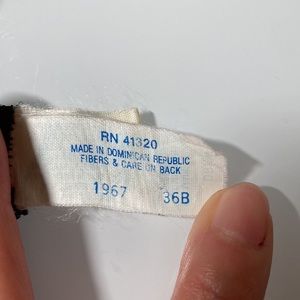 RN 41320
MADE IN DOMINICAN REPUBLIC
FIBERS & CARE ON BACK
1967 36B